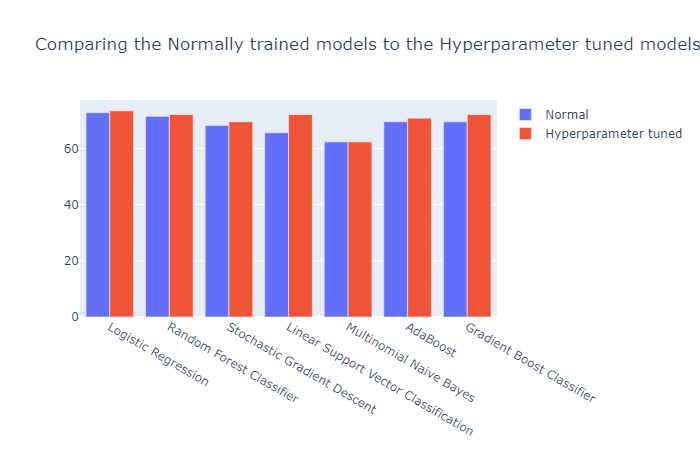 Comparing the Normally trained models to the Hyperparameter tuned models
Normal
Hyperparameter tuned
60
40
20
0
Logistic Regression
Random Forest Classifier
Stochastic Gradient Descent
Linear Support Vector Classification
Multinomial Naive Bayes
AdaBoost
Gradient Boost Classifier